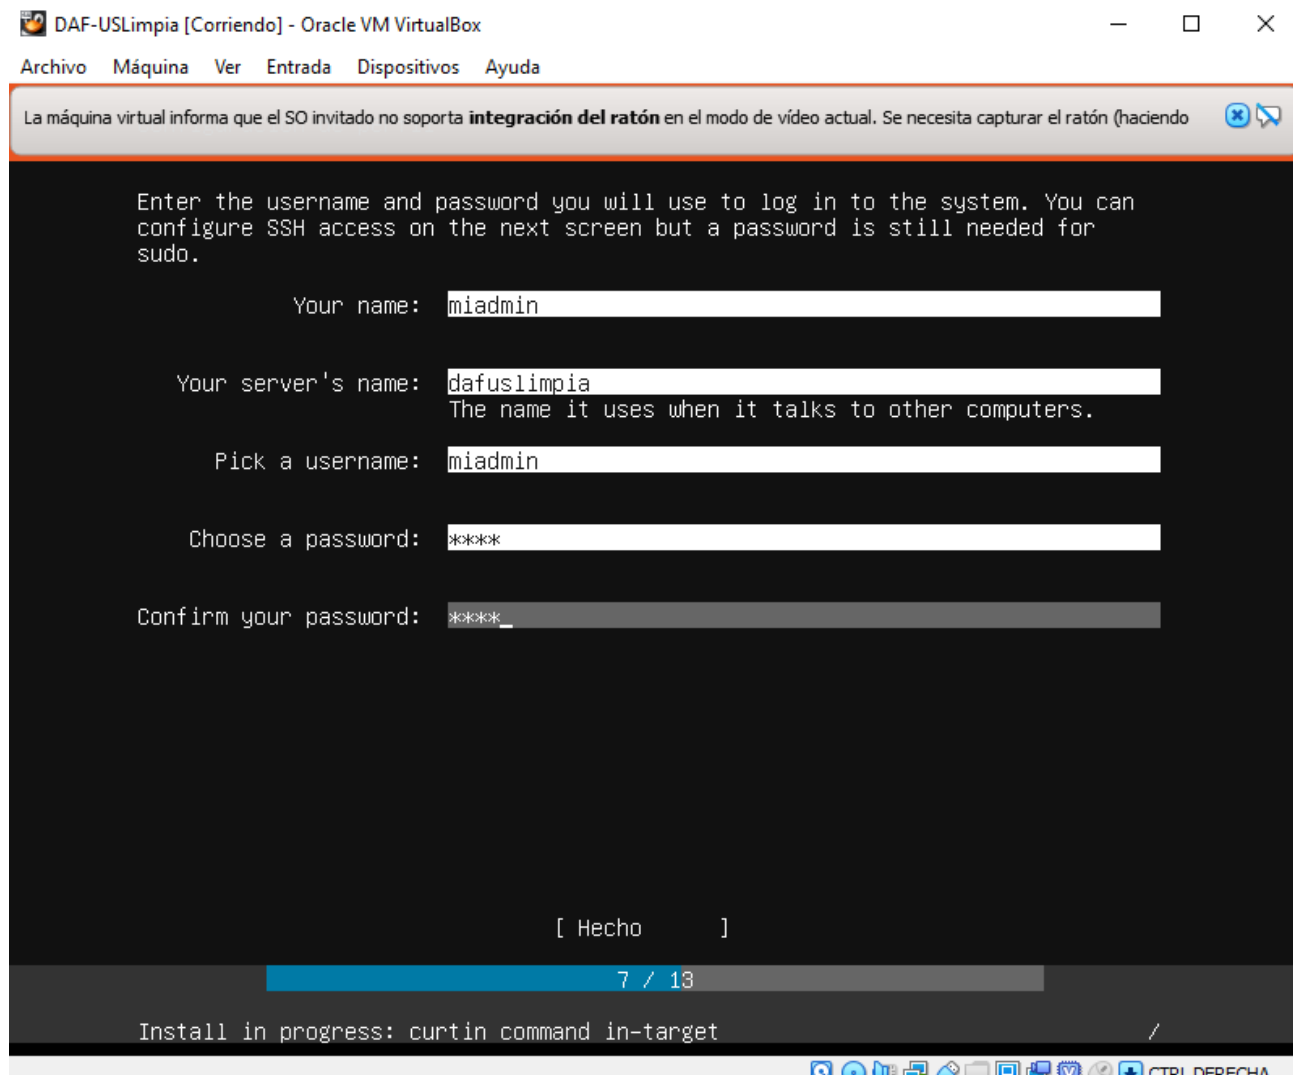 DAF-USLimpia [Corriendo] - Oracle VM VirtualBox
Archivo Máquina Ver Entrada Dispositivos Ayuda
La máquina virtual informa que el SO invitado no soporta integración del ratón en el modo de vídeo actual. Se necesita capturar el ratón (haciendo
Enter the username and password you will use to log in to the system. You can
configure SSH access on the next screen but a password is still needed for
sudo.
Your name: miadmin
Your server's name: dafuslimpia
The name it uses when it talks to other computers.
Pick a username: miadmin
Choose a password: ****
Confirm your password: ****_
[ Hecho ]
7 / 13
Install in progress: curtin command in-target /
CTRL DERECHA